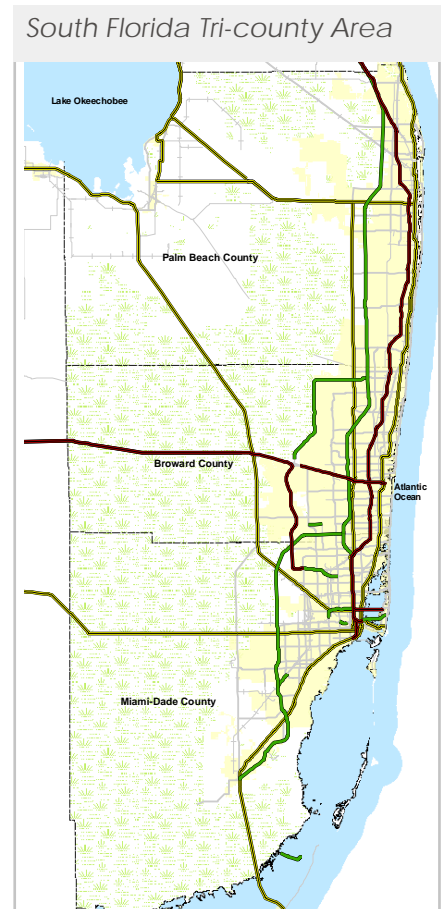 South Florida Tri-county Area
Lake Okeechobee
Palm Beach County
Broward County
Atlantic
Ocean
Miami-Dade County